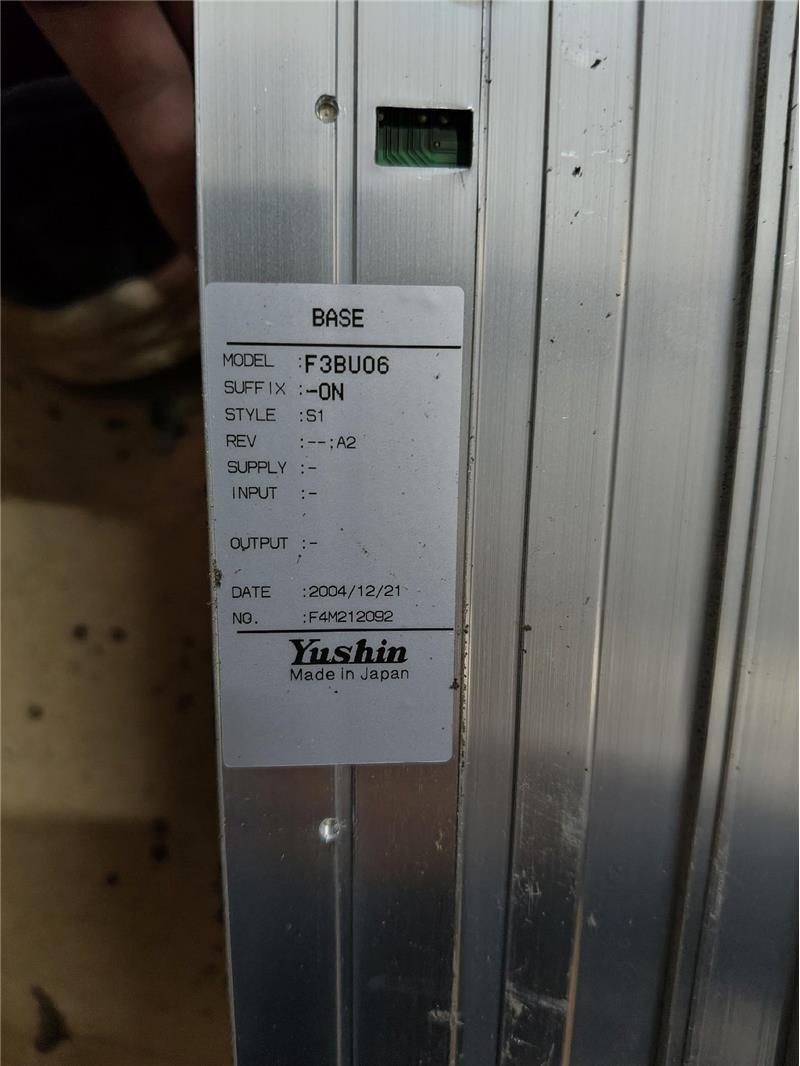 BASE
MODEL :F3BU06
SUFFIX :-0N
STYLE :S1
REV :--;A2
SUPPLY :-
INPUT :-
OUTPUT :-
DATE :2004/12/21
NO. :F4M212092
Yushin
Made in Japan